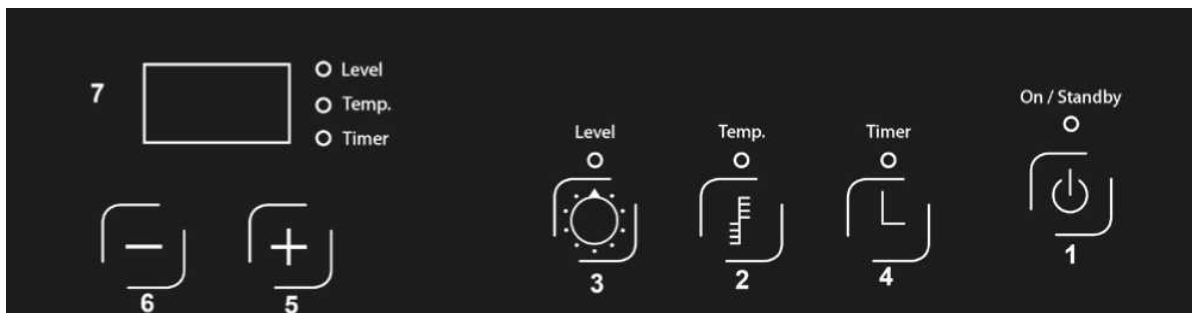 7
Level
Temp.
Timer
Level
Temp.
Timer
On / Standby
6
5
3
2
4
1